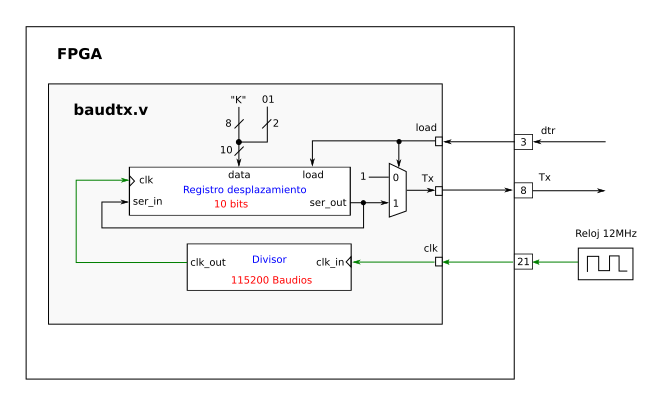 FPGA
baudtx.v
"K" 01
8 2
10
load
3 dtr
data load
clk
Registro desplazamiento
ser_in 10 bits ser_out
1 0
1
Tx
8 Tx
clk
Reloj 12MHz
clk_out Divisor clk_in
115200 Baudios
21